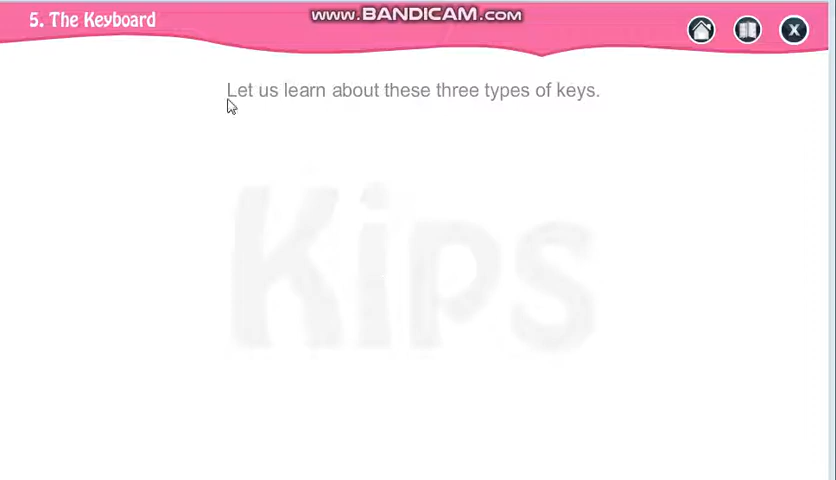 www.BANDICAM.com
5. The Keyboard
X
Let us learn about these three types of keys.
Kips